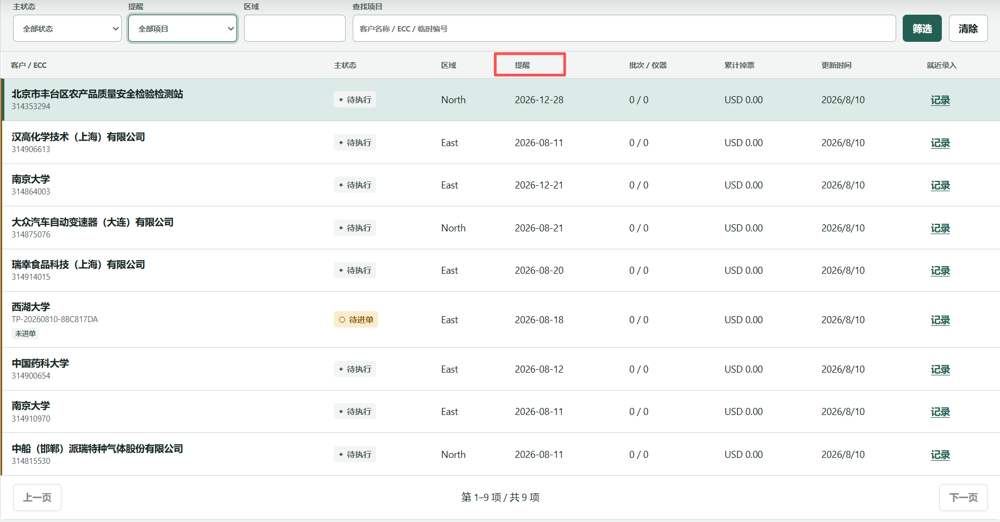 主状态 提醒 区域 查找项目
全部状态 全部项目 客户名称 / ECC / 临时编号 筛选 清除
客户 / ECC 主状态 区域 提醒 批次 / 仪器 累计掉票 更新时间 就近录入
北京市丰台区农产品质量安全检验检测站
314353294
待执行 North 2026-12-28 0 / 0 USD 0.00 2026/8/10 记录
汉高化学技术（上海）有限公司
314906613
待执行 East 2026-08-11 0 / 0 USD 0.00 2026/8/10 记录
南京大学
314864003
待执行 East 2026-12-21 0 / 0 USD 0.00 2026/8/10 记录
大众汽车自动变速器（大连）有限公司
314875076
待执行 North 2026-08-21 0 / 0 USD 0.00 2026/8/10 记录
瑞幸食品科技（上海）有限公司
314914015
待执行 East 2026-08-20 0 / 0 USD 0.00 2026/8/10 记录
西湖大学
TP-20260810-8BC817DA
未进单
待进单 East 2026-08-18 0 / 0 USD 0.00 2026/8/10 记录
中国药科大学
314900654
待执行 East 2026-08-12 0 / 0 USD 0.00 2026/8/10 记录
南京大学
314910970
待执行 East 2026-08-11 0 / 0 USD 0.00 2026/8/10 记录
中船（邯郸）派瑞特种气体股份有限公司
314815530
待执行 North 2026-08-11 0 / 0 USD 0.00 2026/8/10 记录
上一页 第 1–9 项 / 共 9 项 下一页